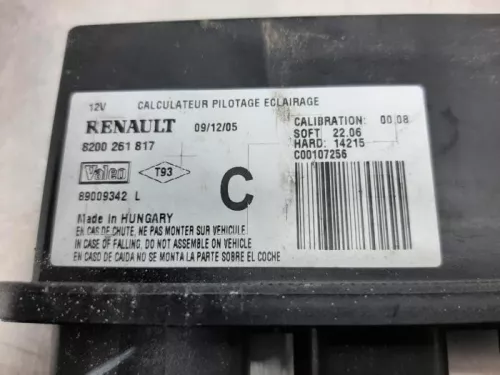 12V CALCULATEUR PILOTAGE ECLAIRAGE
RENAULT 09/12/05 CALIBRATION: 00.08
SOFT 22.06
8200 261 817 HARD: 14215
C00107256
Valeo T93 C
89009342 L
Made in HUNGARY
EN CAS DE CHUTE, NE PAS MONTER SUR VEHICULE
IN CASE OF FALLING, DO NOT ASSEMBLE ON VEHICLE
EN CASO DE CAIDA NO SE MONTA LA PARTE SOBRE EL COCHE